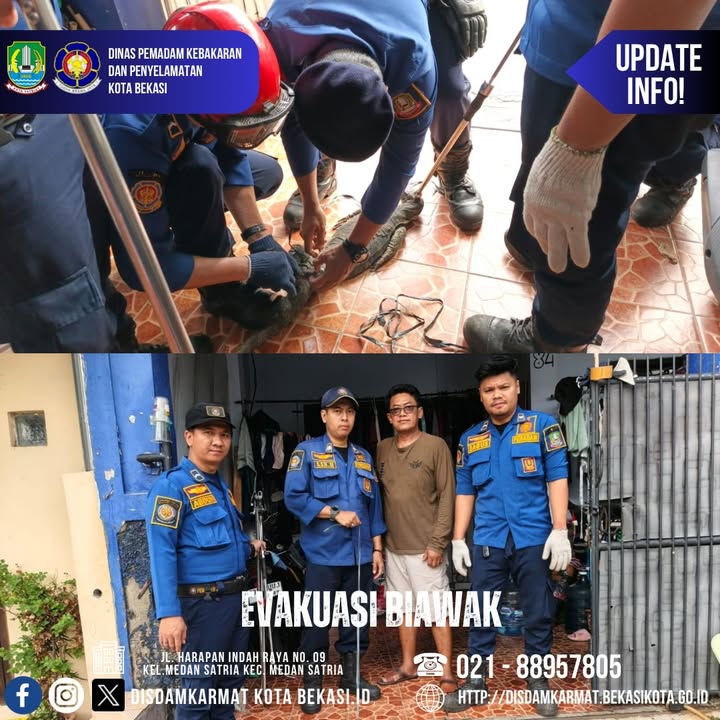 DINAS PEMADAM KEBAKARAN
DAN PENYELAMATAN
KOTA BEKASI
UPDATE
INFO!
84
EVAKUASI BIAWAK
JL. HARAPAN INDAH RAYA NO. 09
KEL.MEDAN SATRIA KEC. MEDAN SATRIA
021 - 88957805
DISDAMKARMAT KOTA BEKASI.ID
HTTP://DISDAMKARMAT.BEKASIKOTA.GO.ID